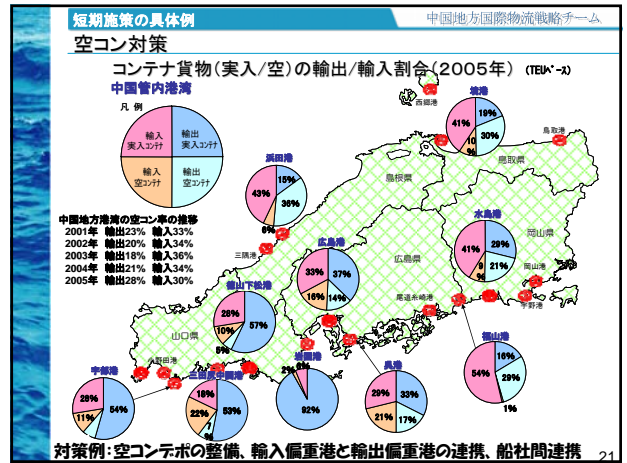 短期施策の具体例
中国地方国際物流戦略チーム
空コン対策
コンテナ貨物(実入/空)の輸出/輸入割合(2005年) (TEUﾍﾞｰｽ)
中国管内港湾
凡 例
輸入
実入コンテナ
輸出
実入コンテナ
輸入
空コンテナ
輸出
空コンテナ
中国地方港湾の空コン率の推移
2001年 輸出23% 輸入33%
2002年 輸出20% 輸入34%
2003年 輸出18% 輸入36%
2004年 輸出21% 輸入34%
2005年 輸出28% 輸入30%
西郷港
境港
41%
19%
10
%
30%
鳥取港
鳥取県
島根県
浜田港
43%
15%
36%
6%
三隅港
水島港
41%
29%
9
%
21%
岡山県
岡山港
宇野港
広島港
33%
37%
16%
14%
広島県
尾道糸崎港
徳山下松港
26%
10%
57%
山口県
小野田港
宇部港
28%
11%
54%
三田尻中関港
18%
22%
53%
7
%
岩国港
2%
6%
92%
呉港
29%
33%
21%
17%
福山港
54%
16%
29%
1%
対策例:空コンデポの整備、輸入偏重港と輸出偏重港の連携、船社間連携
21